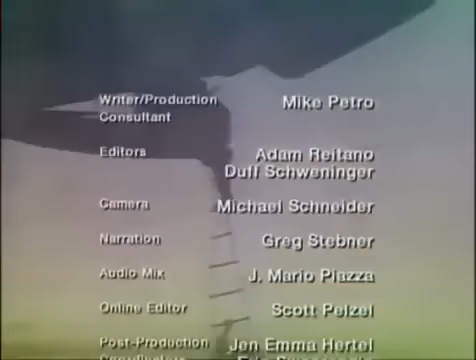 Writer/Production Mike Petro
Consultant
Editors Adam Reitano
Duff Schweninger
Camera Michael Schneider
Narration Greg Stebner
Audio Mix J. Mario Piazza
Online Editor Scott Pelzel
Post-Production Jen Emma Hertel